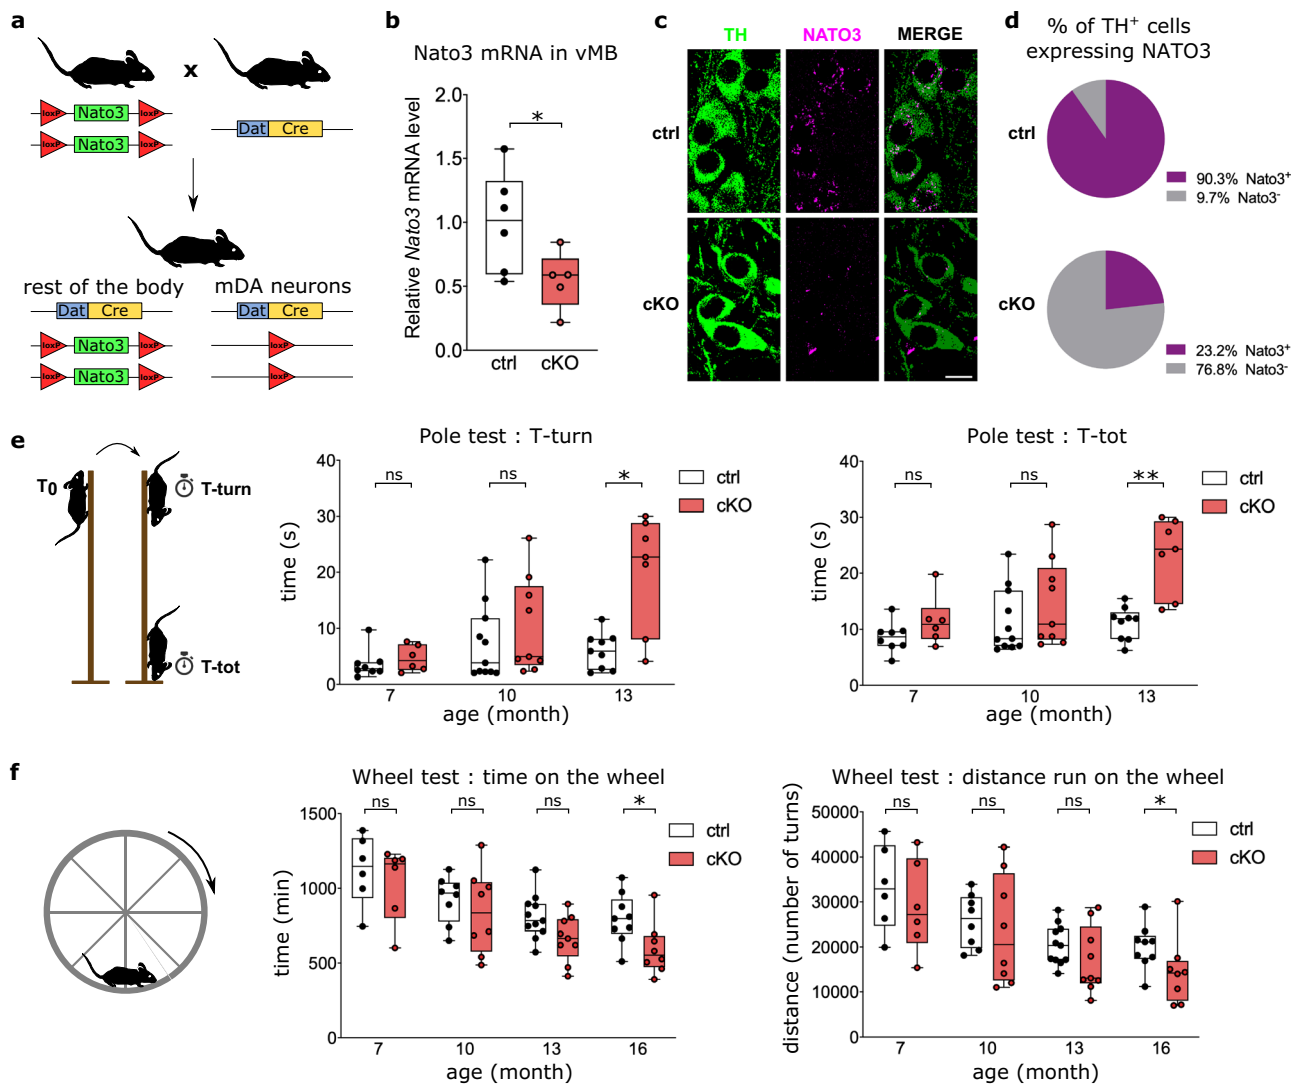 a
x
loxP Nato3 loxP
loxP Nato3 loxP
Dat Cre
rest of the body
mDA neurons
Dat Cre
Dat Cre
loxP Nato3 loxP
loxP
loxP Nato3 loxP
loxP
b
Nato3 mRNA in vMB
Relative Nato3 mRNA level
2.0
1.5
1.0
0.5
0.0
*
ctrl cKO
c
TH NATO3 MERGE
ctrl
cKO
d
% of TH+ cells
expressing NATO3
ctrl
90.3% Nato3+
9.7% Nato3-
cKO
23.2% Nato3+
76.8% Nato3-
e
T0
T-turn
T-tot
Pole test : T-turn
time (s)
40
30
20
10
0
ns ns *
ctrl
cKO
7 10 13
age (month)
Pole test : T-tot
time (s)
40
30
20
10
0
ns ns **
ctrl
cKO
7 10 13
age (month)
f
Wheel test : time on the wheel
time (min)
1500
1000
500
0
ns ns ns *
ctrl
cKO
7 10 13 16
age (month)
Wheel test : distance run on the wheel
distance (number of turns)
50000
40000
30000
20000
10000
0
ns ns ns *
ctrl
cKO
7 10 13 16
age (month)